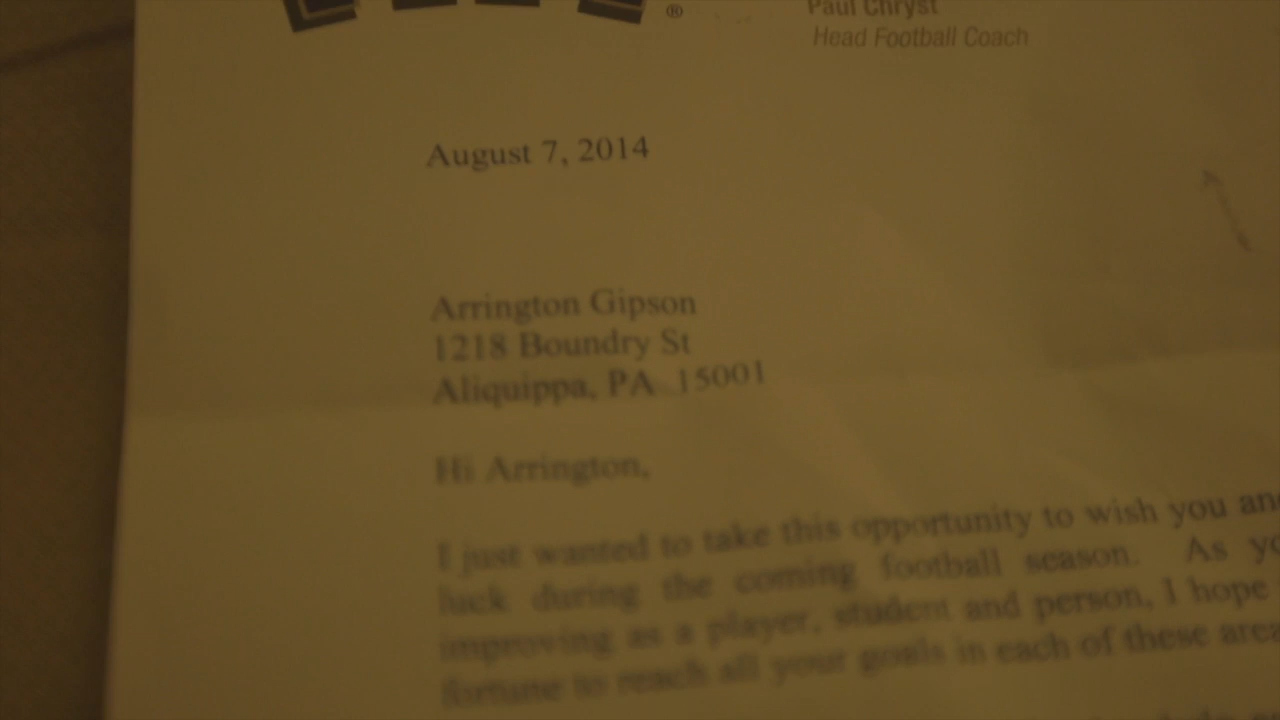 ®
Paul Chryst
Head Football Coach
August 7, 2014
Arrington Gipson
1218 Boundry St
Aliquippa, PA 15001
Hi Arrington,
I just wanted to take this opportunity to wish you an
luck during the coming football season. As yo
improving as a player, student and person, I hope
fortune to reach all your goals in each of these area